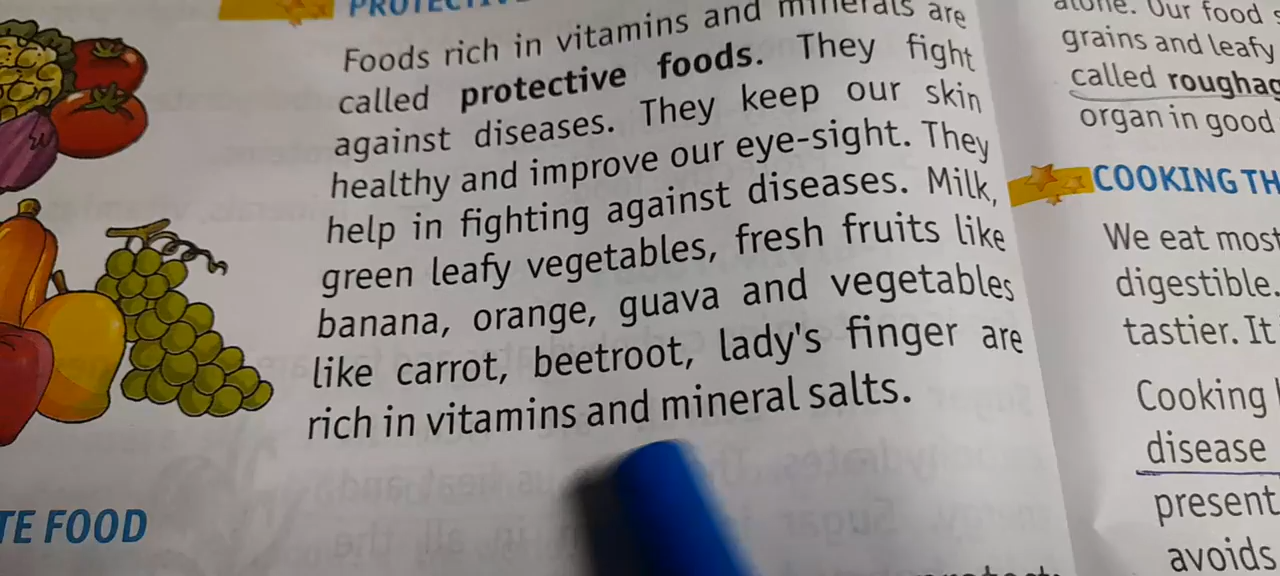 Foods rich in vitamins and minerals are
called protective foods. They fight
against diseases. They keep our skin
healthy and improve our eye-sight. They
help in fighting against diseases. Milk,
green leafy vegetables, fresh fruits like
banana, orange, guava and vegetables
like carrot, beetroot, lady's finger are
rich in vitamins and mineral salts.
FOOD
Our food
grains and leafy
called
organ in good
COOKING
We eat most
digestible.
tastier. It
Cooking
disease
present
avoids